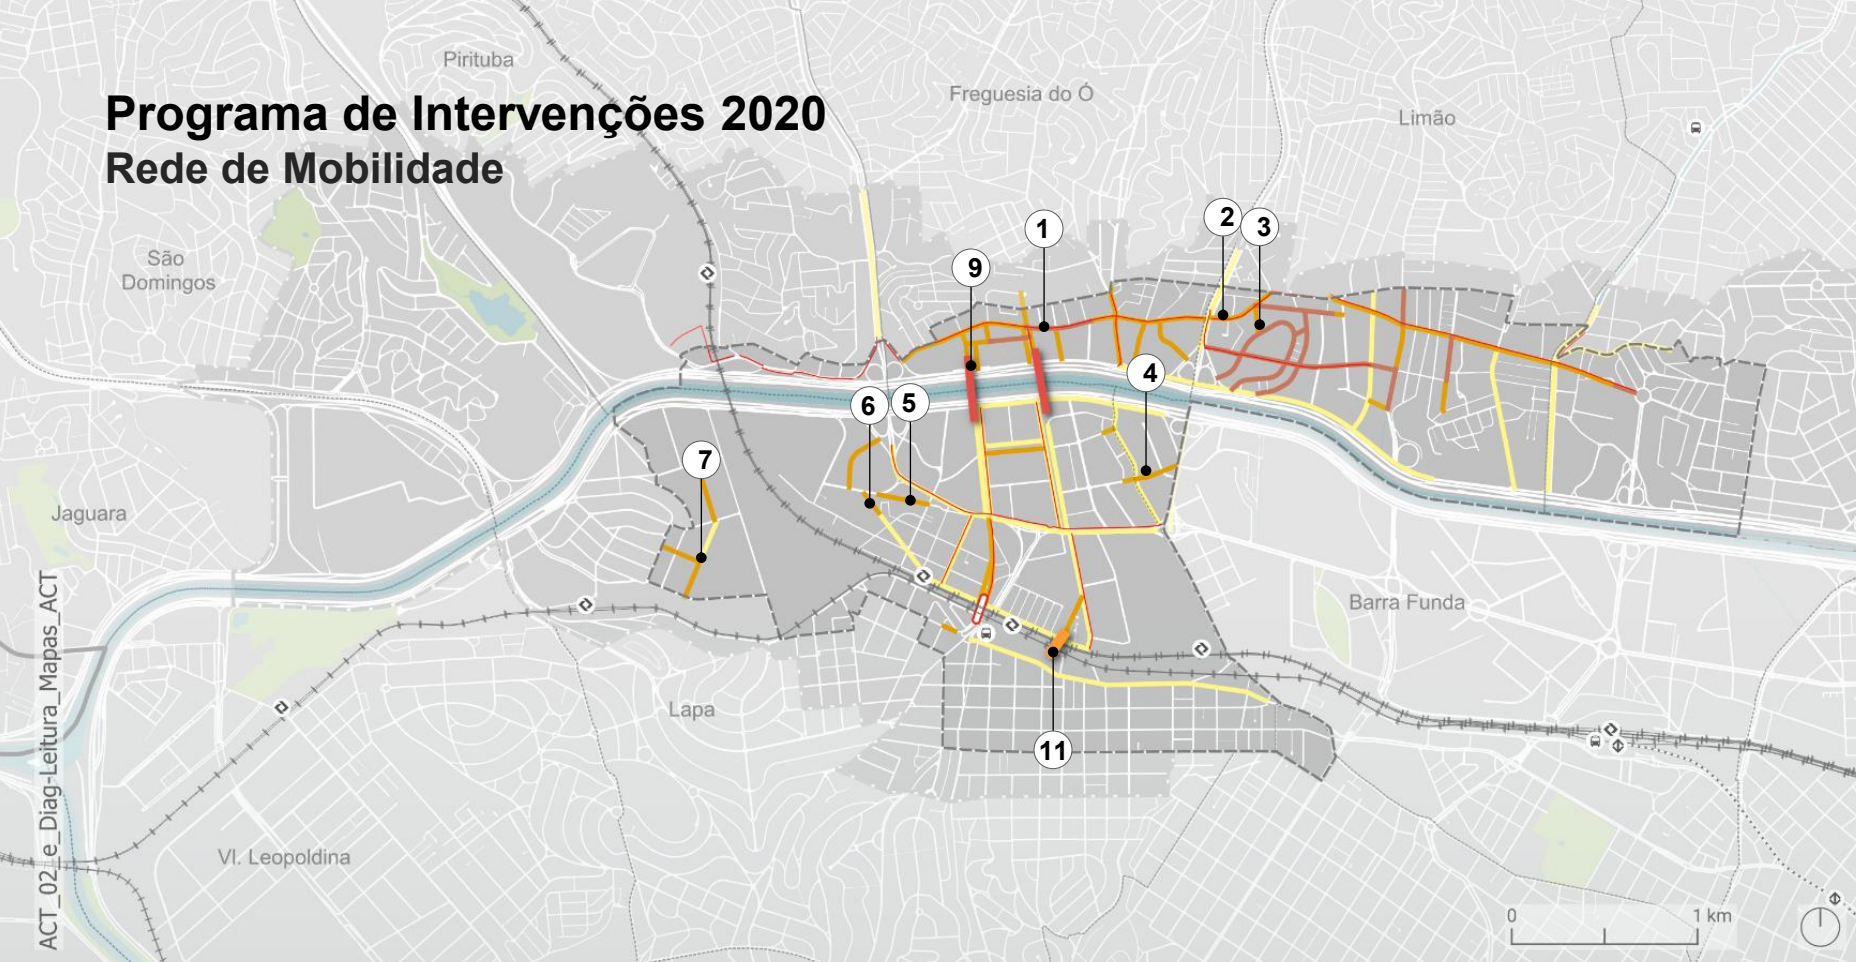 Pirituba
Freguesia do Ó
Limão
Programa de Intervenções 2020
Rede de Mobilidade
São
Domingos
2
3
1
9
4
6
5
7
Jaguara
Barra Funda
Lapa
11
Vl. Leopoldina
ACT_02_e_Diag-Leitura_Mapas_ACT
0
1 km